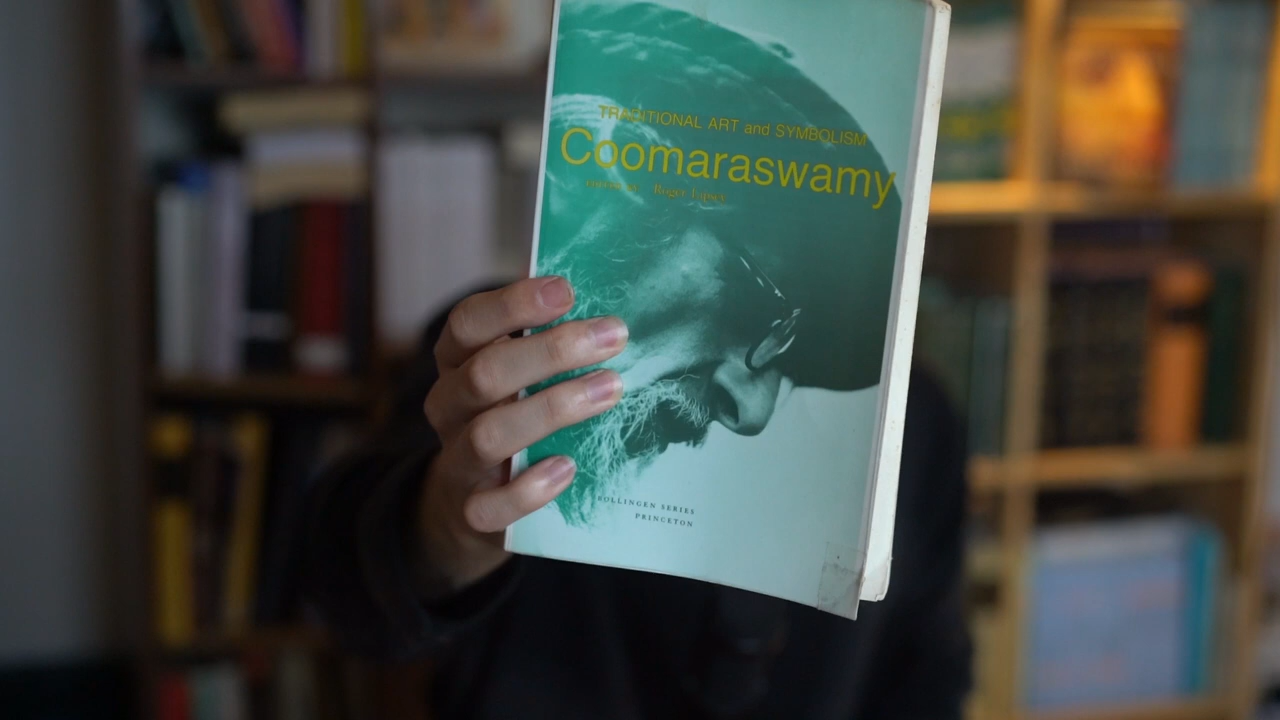 TRADITIONAL ART and SYMBOLISM
Coomaraswamy
Roger Lipsey
BOLLINGEN SERIES
PRINCETON